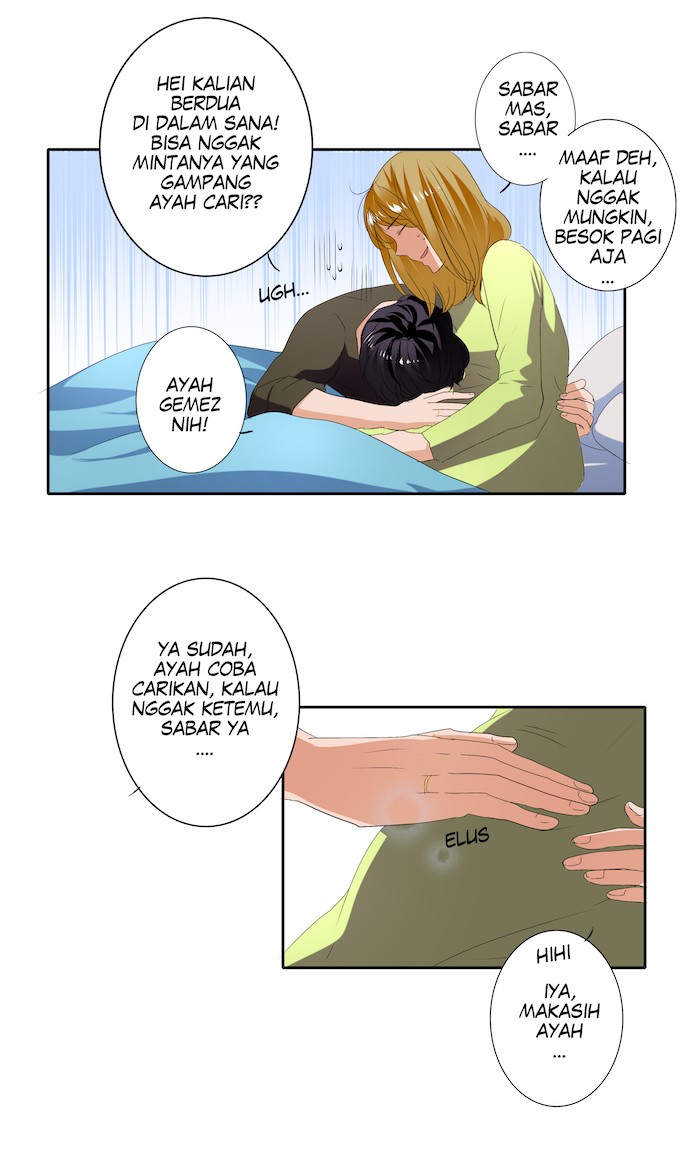 HEI KALIAN
BERDUA
DI DALAM SANA!
BISA NGGAK
MINTANYA YANG
GAMPANG
AYAH CARI??
SABAR
MAS,
SABAR
....
MAAF DEH,
KALAU
NGGAK
MUNGKIN,
BESOK PAGI
AJA
...
UGH...
AYAH
GEMEZ
NIH!
YA SUDAH,
AYAH COBA
CARIKAN, KALAU
NGGAK KETEMU,
SABAR YA
....
ELUS
HIHI
IYA,
MAKASIH
AYAH
...